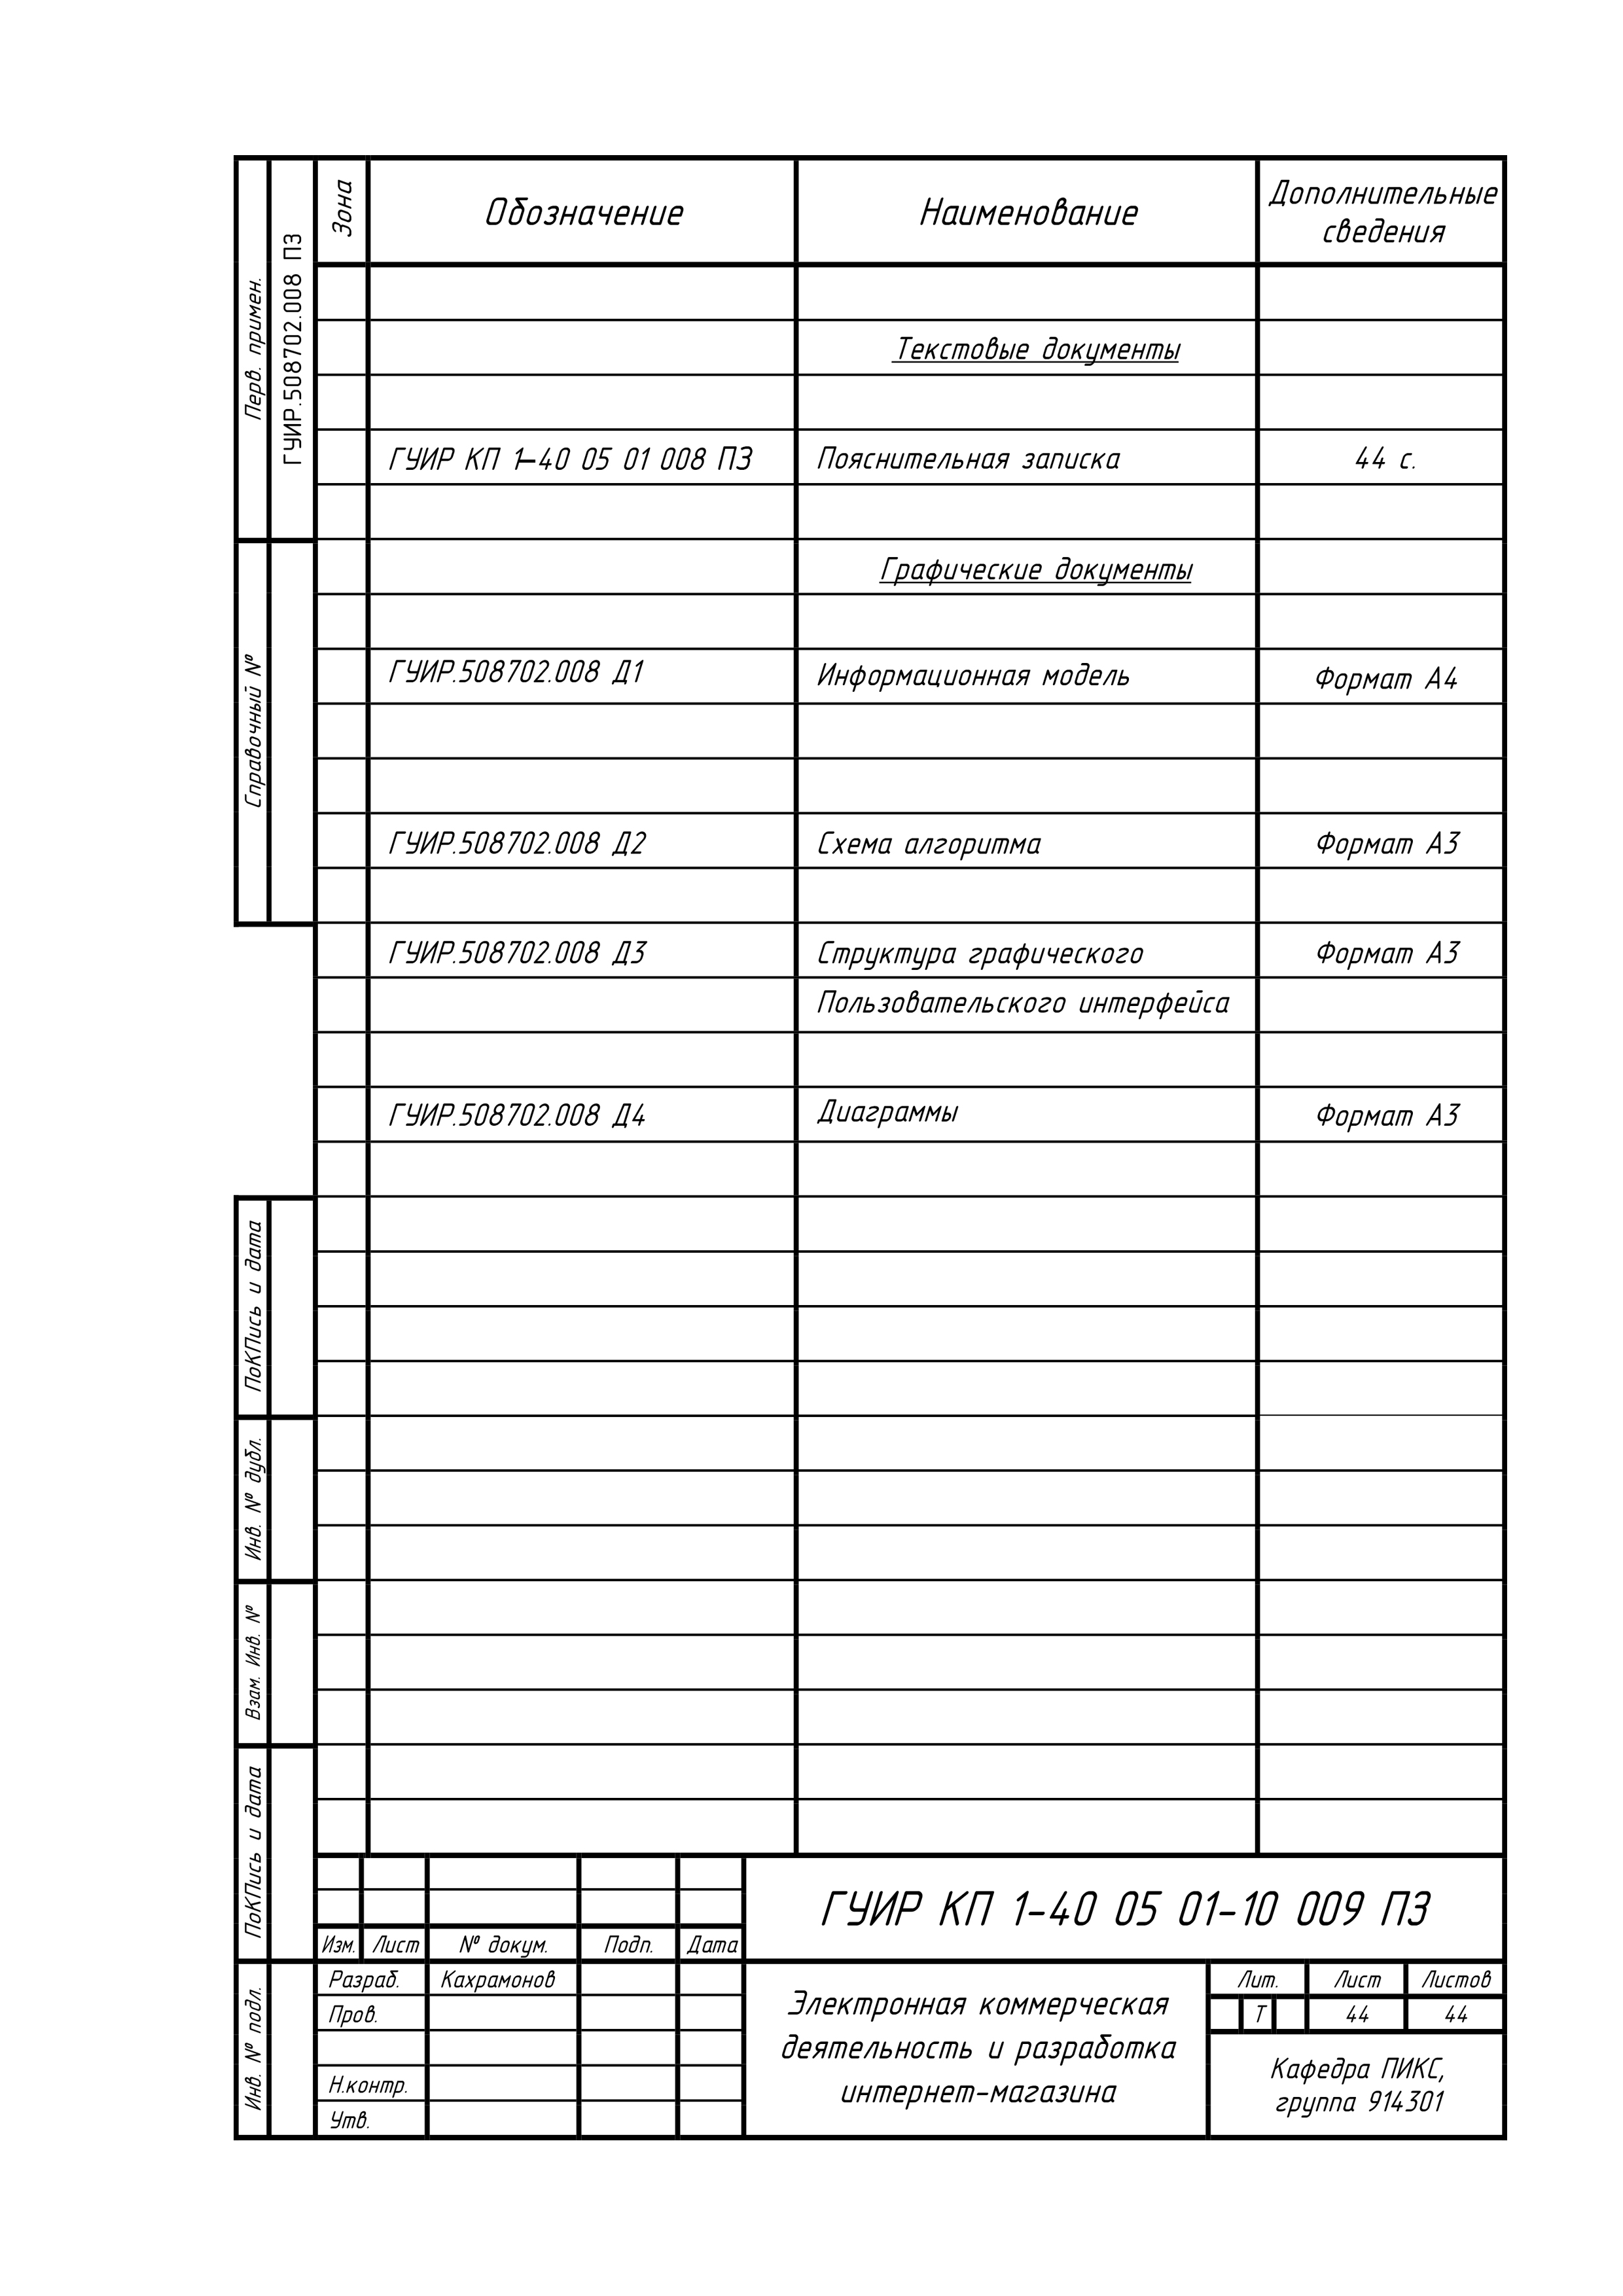 Перв. примен.
ГУИР.508702.008 ПЗ
Справочный №
ПоКПись и дата
Инв. № дубл.
Взам. Инв. №
ПоКПись и дата
Инв. № подл.
Зона
Обозначение
Наименование
Дополнительные
сведения
Текстовые документы
ГУИР КП 1–40 05 01 008 ПЗ
Пояснительная записка
44 с.
Графические документы
ГУИР.508702.008 Д1
Информационная модель
Формат А4
ГУИР.508702.008 Д2
Схема алгоритма
Формат А3
ГУИР.508702.008 Д3
Структура графического
Формат А3
Пользовательского интерфейса
ГУИР.508702.008 Д4
Диаграммы
Формат А3
ГУИР КП 1-40 05 01-10 009 ПЗ
Изм. Лист № докум. Подп. Дата
Разраб. Кахрамонов
Пров.
Н.контр.
Утв.
Электронная коммерческая
деятельность и разработка
интернет-магазина
Лит. Лист Листов
Т 44 44
Кафедра ПИКС,
группа 914301